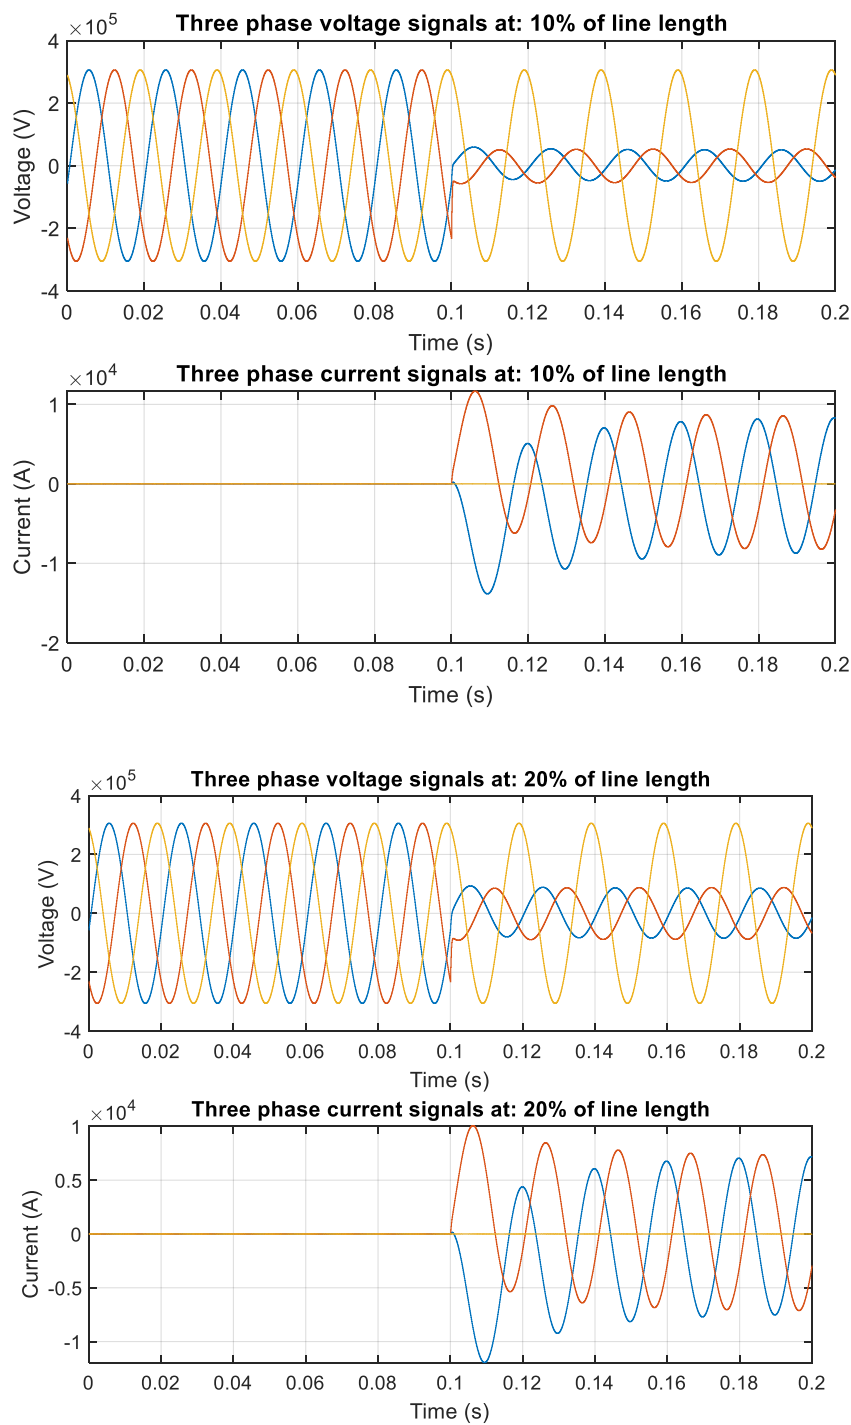 Three phase voltage signals at: 10% of line length
×10^5
4
2
0
-2
-4
Voltage (V)
0 0.02 0.04 0.06 0.08 0.1 0.12 0.14 0.16 0.18 0.2
Time (s)
Three phase current signals at: 10% of line length
×10^4
1
0
-1
-2
Current (A)
0 0.02 0.04 0.06 0.08 0.1 0.12 0.14 0.16 0.18 0.2
Time (s)
Three phase voltage signals at: 20% of line length
×10^5
4
2
0
-2
-4
Voltage (V)
0 0.02 0.04 0.06 0.08 0.1 0.12 0.14 0.16 0.18 0.2
Time (s)
Three phase current signals at: 20% of line length
×10^4
1
0.5
0
-0.5
-1
Current (A)
0 0.02 0.04 0.06 0.08 0.1 0.12 0.14 0.16 0.18 0.2
Time (s)